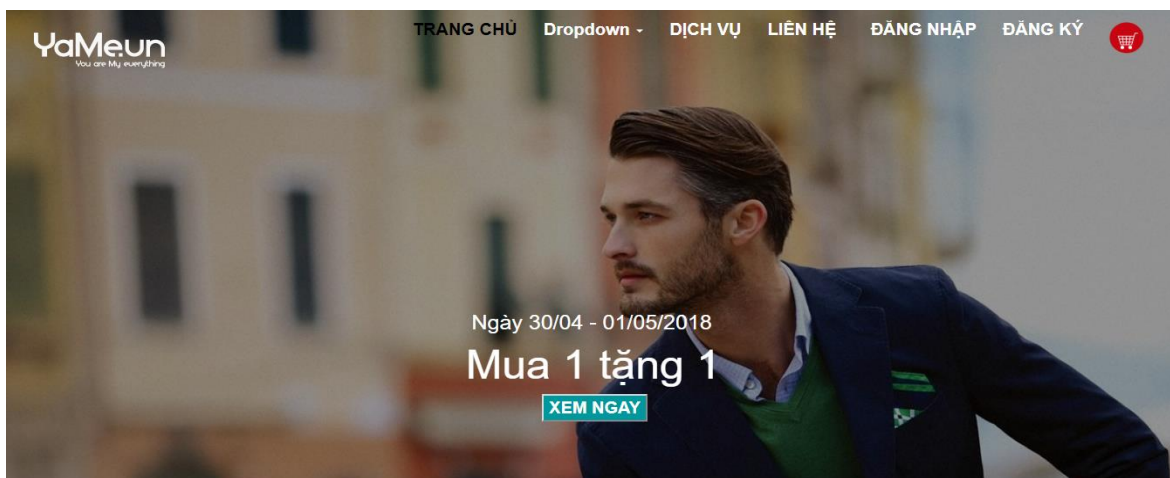 YaMe.un
You are My everything
TRANG CHỦ Dropdown DỊCH VỤ LIÊN HỆ ĐĂNG NHẬP ĐĂNG KÝ
Ngày 30/04 - 01/05/2018
Mua 1 tặng 1
XEM NGAY